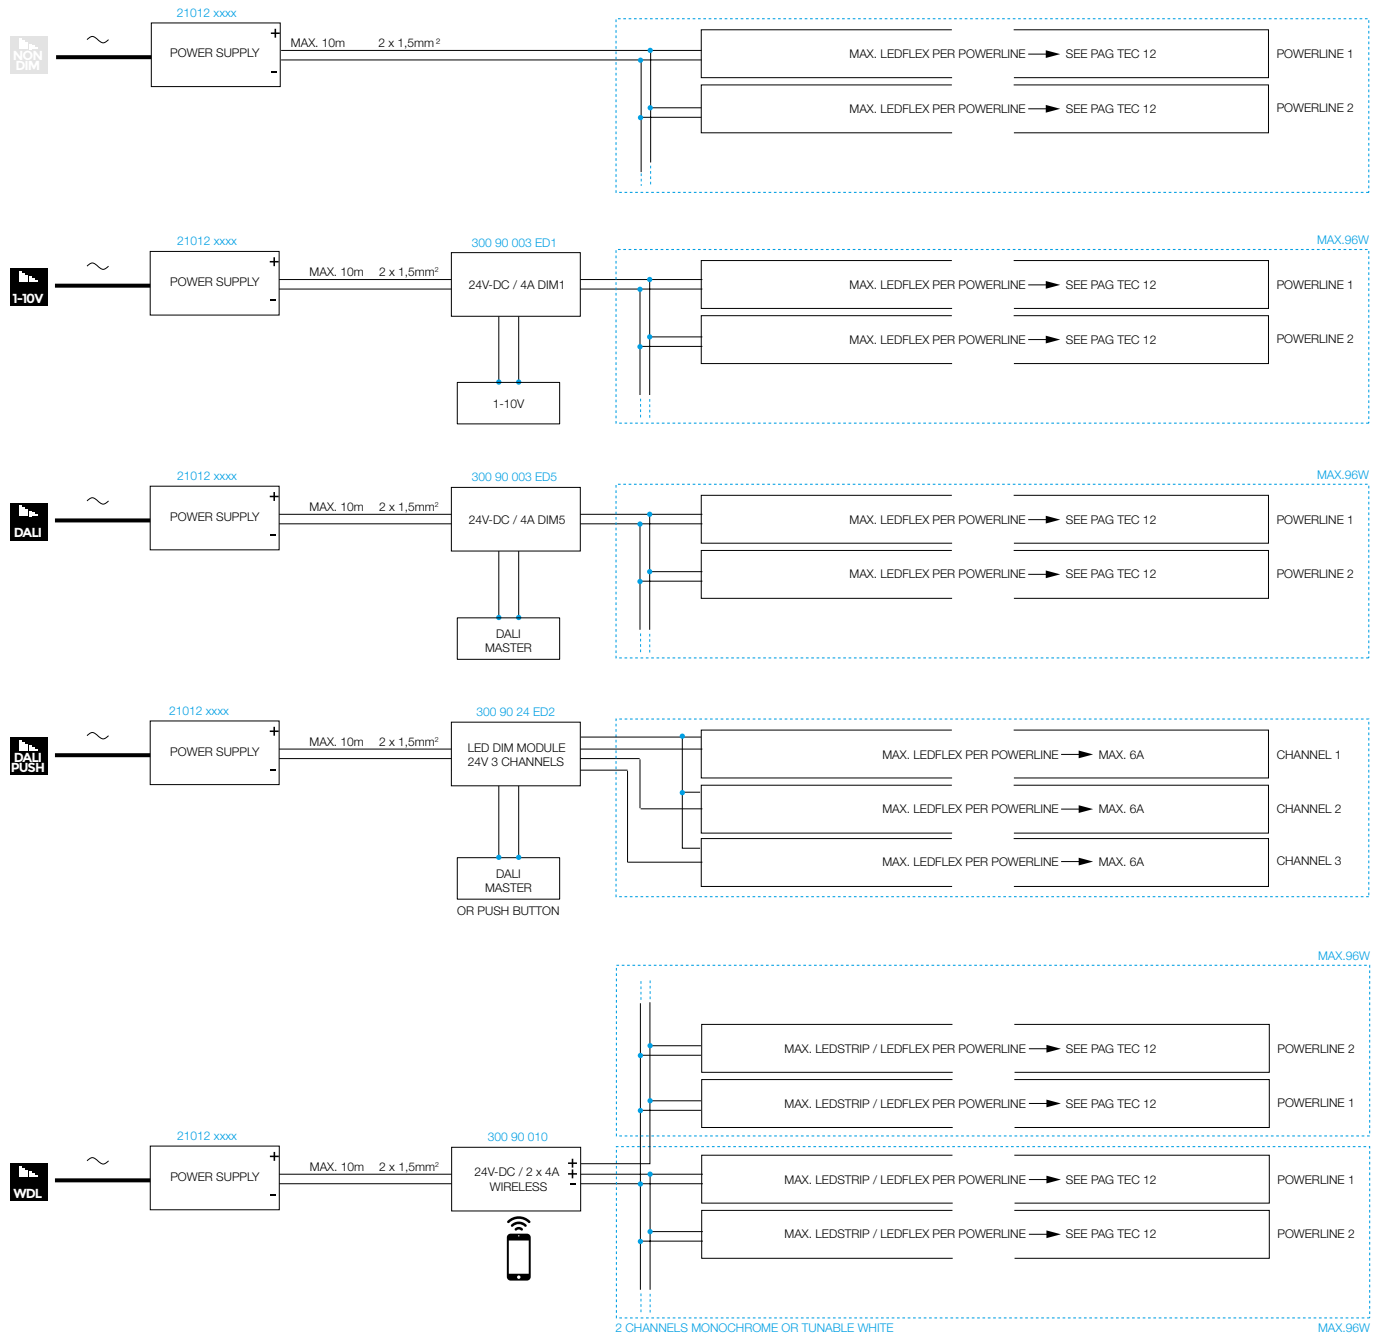 21012 xxxx
NON
DIM
POWER SUPPLY
+
-
MAX. 10m 2 x 1,5mm²
MAX. LEDFLEX PER POWERLINE SEE PAG TEC 12 POWERLINE 1
MAX. LEDFLEX PER POWERLINE SEE PAG TEC 12 POWERLINE 2
21012 xxxx
300 90 003 ED1
MAX.96W
1-10V
POWER SUPPLY
+
-
MAX. 10m 2 x 1,5mm²
24V-DC / 4A DIM1
1-10V
MAX. LEDFLEX PER POWERLINE SEE PAG TEC 12 POWERLINE 1
MAX. LEDFLEX PER POWERLINE SEE PAG TEC 12 POWERLINE 2
21012 xxxx
300 90 003 ED5
MAX.96W
DALI
POWER SUPPLY
+
-
MAX. 10m 2 x 1,5mm²
24V-DC / 4A DIM5
DALI
MASTER
MAX. LEDFLEX PER POWERLINE SEE PAG TEC 12 POWERLINE 1
MAX. LEDFLEX PER POWERLINE SEE PAG TEC 12 POWERLINE 2
21012 xxxx
300 90 24 ED2
DALI
PUSH
POWER SUPPLY
+
-
MAX. 10m 2 x 1,5mm²
LED DIM MODULE
24V 3 CHANNELS
DALI
MASTER
OR PUSH BUTTON
MAX. LEDFLEX PER POWERLINE MAX. 6A CHANNEL 1
MAX. LEDFLEX PER POWERLINE MAX. 6A CHANNEL 2
MAX. LEDFLEX PER POWERLINE MAX. 6A CHANNEL 3
MAX.96W
MAX. LEDSTRIP / LEDFLEX PER POWERLINE SEE PAG TEC 12 POWERLINE 2
MAX. LEDSTRIP / LEDFLEX PER POWERLINE SEE PAG TEC 12 POWERLINE 1
21012 xxxx
300 90 010
WDL
POWER SUPPLY
+
-
MAX. 10m 2 x 1,5mm²
24V-DC / 2 x 4A
WIRELESS
+
+
-
MAX. LEDSTRIP / LEDFLEX PER POWERLINE SEE PAG TEC 12 POWERLINE 1
MAX. LEDSTRIP / LEDFLEX PER POWERLINE SEE PAG TEC 12 POWERLINE 2
2 CHANNELS MONOCHROME OR TUNABLE WHITE
MAX.96W